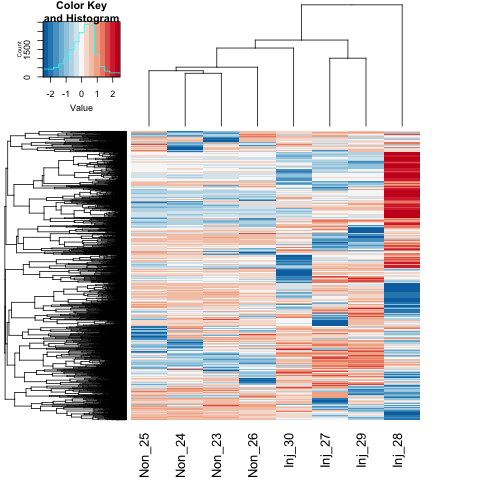 Color Key
and Histogram
Count
0 1500
-2 -1 0 1 2
Value
Non_25 Non_24 Non_23 Non_26 Inj_30 Inj_27 Inj_29 Inj_28